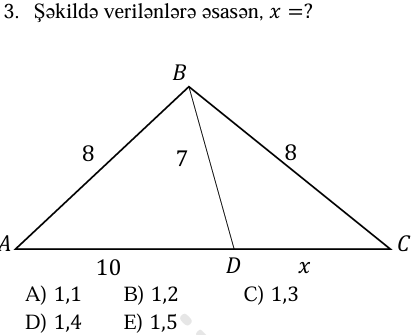 3. Şəkildə verilənlərə əsasən, x =?
B
8
7
8
A
C
10
D
x
A) 1,1 B) 1,2 C) 1,3
D) 1,4 E) 1,5